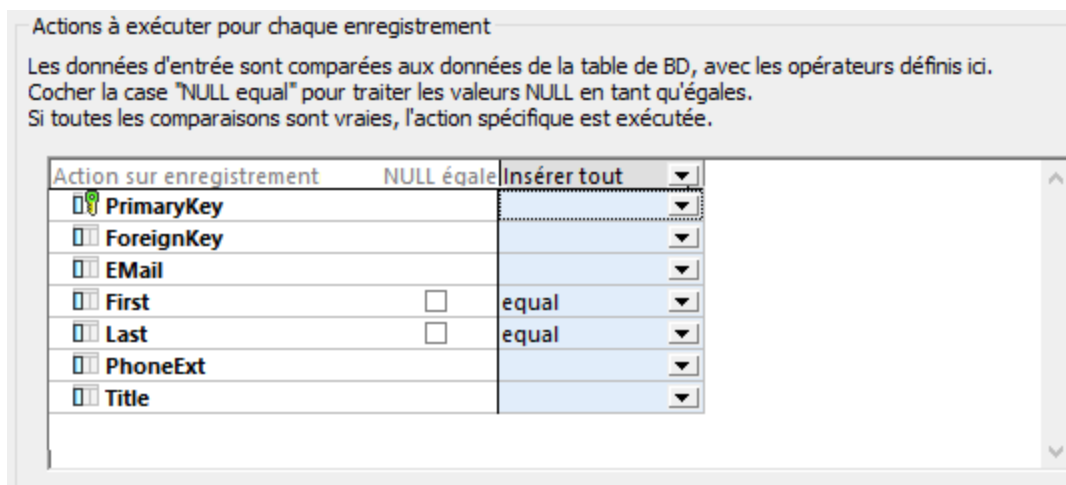 Actions à exécuter pour chaque enregistrement
Les données d'entrée sont comparées aux données de la table de BD, avec les opérateurs définis ici.
Cocher la case "NULL equal" pour traiter les valeurs NULL en tant qu'égales.
Si toutes les comparaisons sont vraies, l'action spécifique est exécutée.
Action sur enregistrement NULL égale Insérer tout
PrimaryKey
ForeignKey
EMail
First equal
Last equal
PhoneExt
Title